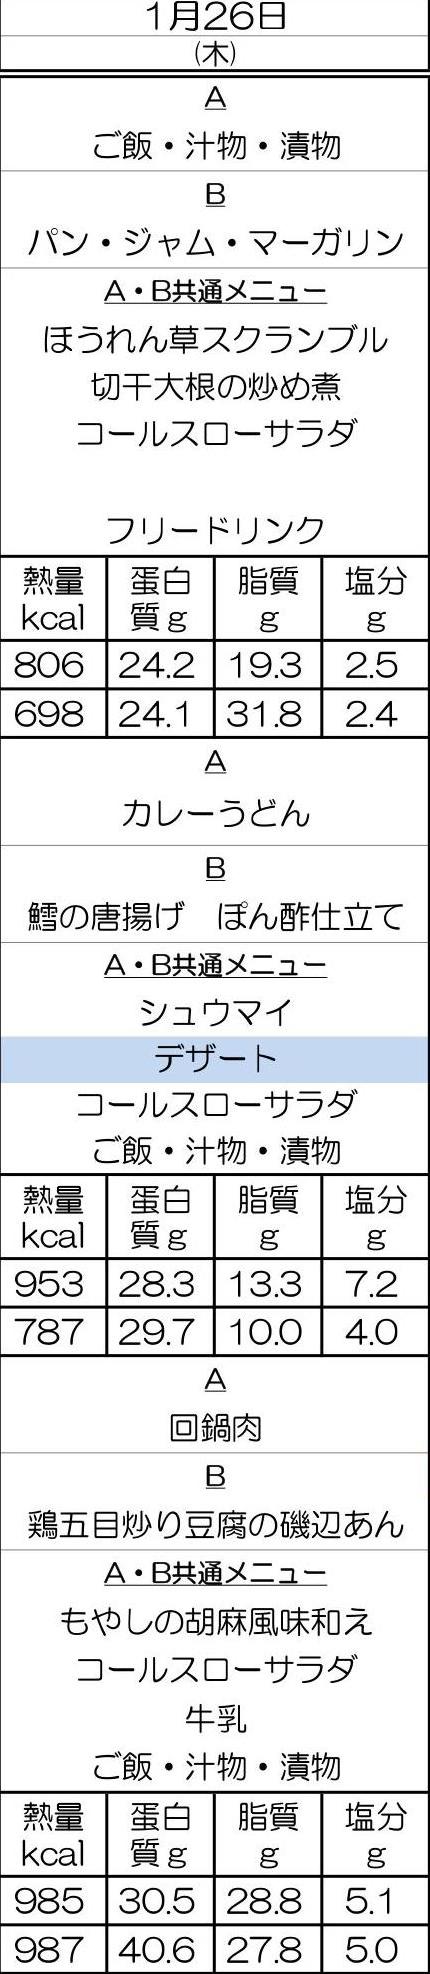 1月26日
(木)
A
ご飯・汁物・漬物
B
パン・ジャム・マーガリン
A・B共通メニュー
ほうれん草スクランブル
切干大根の炒め煮
コールスローサラダ
フリードリンク
熱量 蛋白 脂質 塩分
kcal 質g g g
806 24.2 19.3 2.5
698 24.1 31.8 2.4
A
カレーうどん
B
鱈の唐揚げ　ぽん酢仕立て
A・B共通メニュー
シュウマイ
デザート
コールスローサラダ
ご飯・汁物・漬物
熱量 蛋白 脂質 塩分
kcal 質g g g
953 28.3 13.3 7.2
787 29.7 10.0 4.0
A
回鍋肉
B
鶏五目炒り豆腐の磯辺あん
A・B共通メニュー
もやしの胡麻風味和え
コールスローサラダ
牛乳
ご飯・汁物・漬物
熱量 蛋白 脂質 塩分
kcal 質g g g
985 30.5 28.8 5.1
987 40.6 27.8 5.0